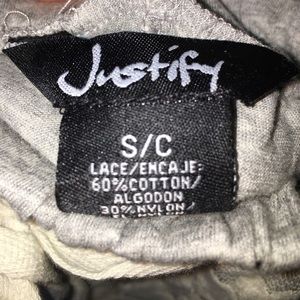 Justify
S/C
LACE/ENCAJE:
60%COTTON/
ALGODON
30%NYLON/